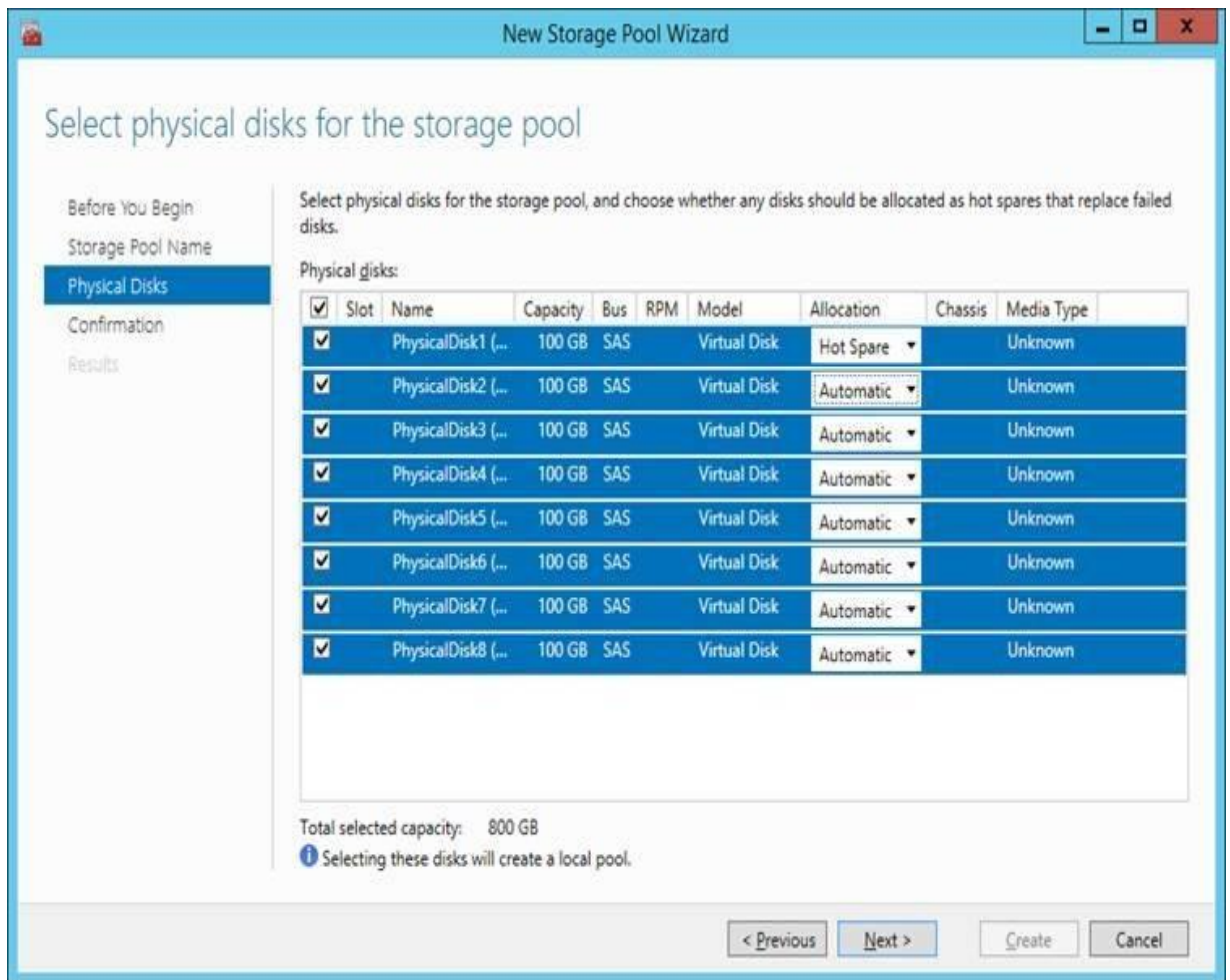 New Storage Pool Wizard
Select physical disks for the storage pool
Before You Begin
Storage Pool Name
Physical Disks
Confirmation
Results
Select physical disks for the storage pool, and choose whether any disks should be allocated as hot spares that replace failed
disks.
Physical disks:
Slot Name Capacity Bus RPM Model Allocation Chassis Media Type
PhysicalDisk1 (... 100 GB SAS Virtual Disk Hot Spare Unknown
PhysicalDisk2 (... 100 GB SAS Virtual Disk Automatic Unknown
PhysicalDisk3 (... 100 GB SAS Virtual Disk Automatic Unknown
PhysicalDisk4 (... 100 GB SAS Virtual Disk Automatic Unknown
PhysicalDisk5 (... 100 GB SAS Virtual Disk Automatic Unknown
PhysicalDisk6 (... 100 GB SAS Virtual Disk Automatic Unknown
PhysicalDisk7 (... 100 GB SAS Virtual Disk Automatic Unknown
PhysicalDisk8 (... 100 GB SAS Virtual Disk Automatic Unknown
Total selected capacity: 800 GB
Selecting these disks will create a local pool.
< Previous Next > Create Cancel